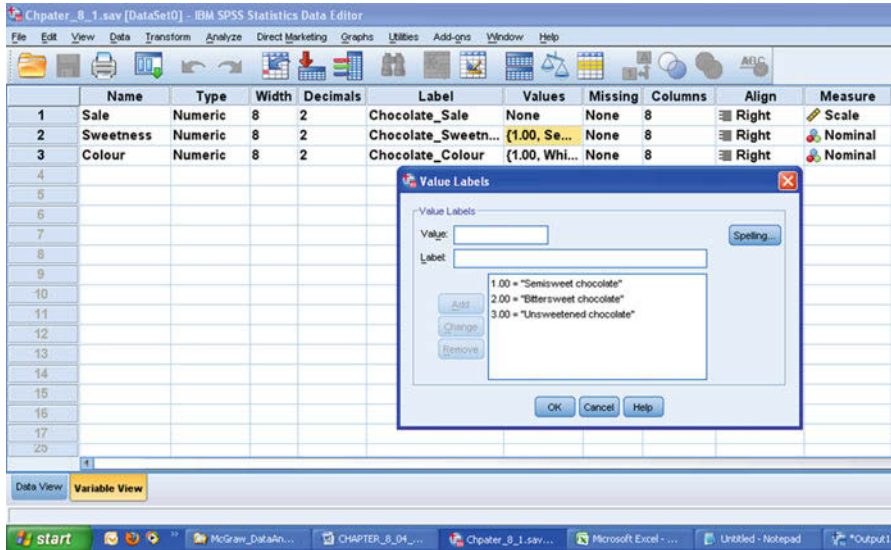 Chpater_8_1.sav [DataSet0] - IBM SPSS Statistics Data Editor
File Edit View Data Transform Analyze Direct Marketing Graphs Utilities Add-ons Window Help
Name Type Width Decimals Label Values Missing Columns Align Measure
1 Sale Numeric 8 2 Chocolate_Sale None None 8 Right Scale
2 Sweetness Numeric 8 2 Chocolate_Sweetn... {1.00, Se... None 8 Right Nominal
3 Colour Numeric 8 2 Chocolate_Colour {1.00, Whi... None 8 Right Nominal
4
5
6
7
8
9
10
11
12
13
14
15
16
17
Value Labels
Value Labels
Value:
Spelling...
Label:
1.00 = "Semisweet chocolate"
2.00 = "Bittersweet chocolate"
3.00 = "Unsweetened chocolate"
Add
Change
Remove
OK Cancel Help
Data View Variable View
start McGraw_DataAn... CHAPTER_8_04_... Chpater_8_1.sav... Microsoft Excel - ... Untitled - Notepad